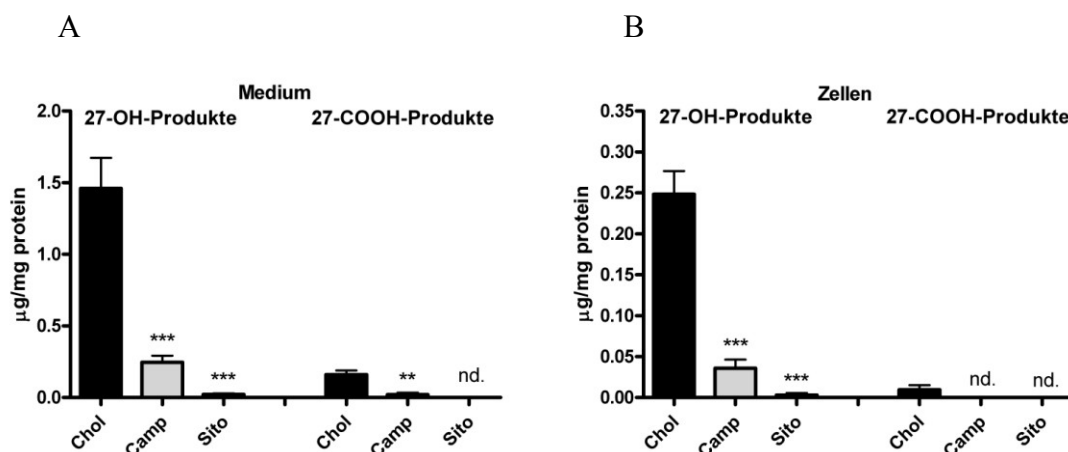 A
Medium
27-OH-Produkte 27-COOH-Produkte
µg/mg protein
2.0
1.5
1.0
0.5
0.0
***
***
**
nd.
Chol Camp Sito Chol Camp Sito
B
Zellen
27-OH-Produkte 27-COOH-Produkte
µg/mg protein
0.35
0.30
0.25
0.20
0.15
0.10
0.05
0.00
***
***
nd.
nd.
Chol Camp Sito Chol Camp Sito